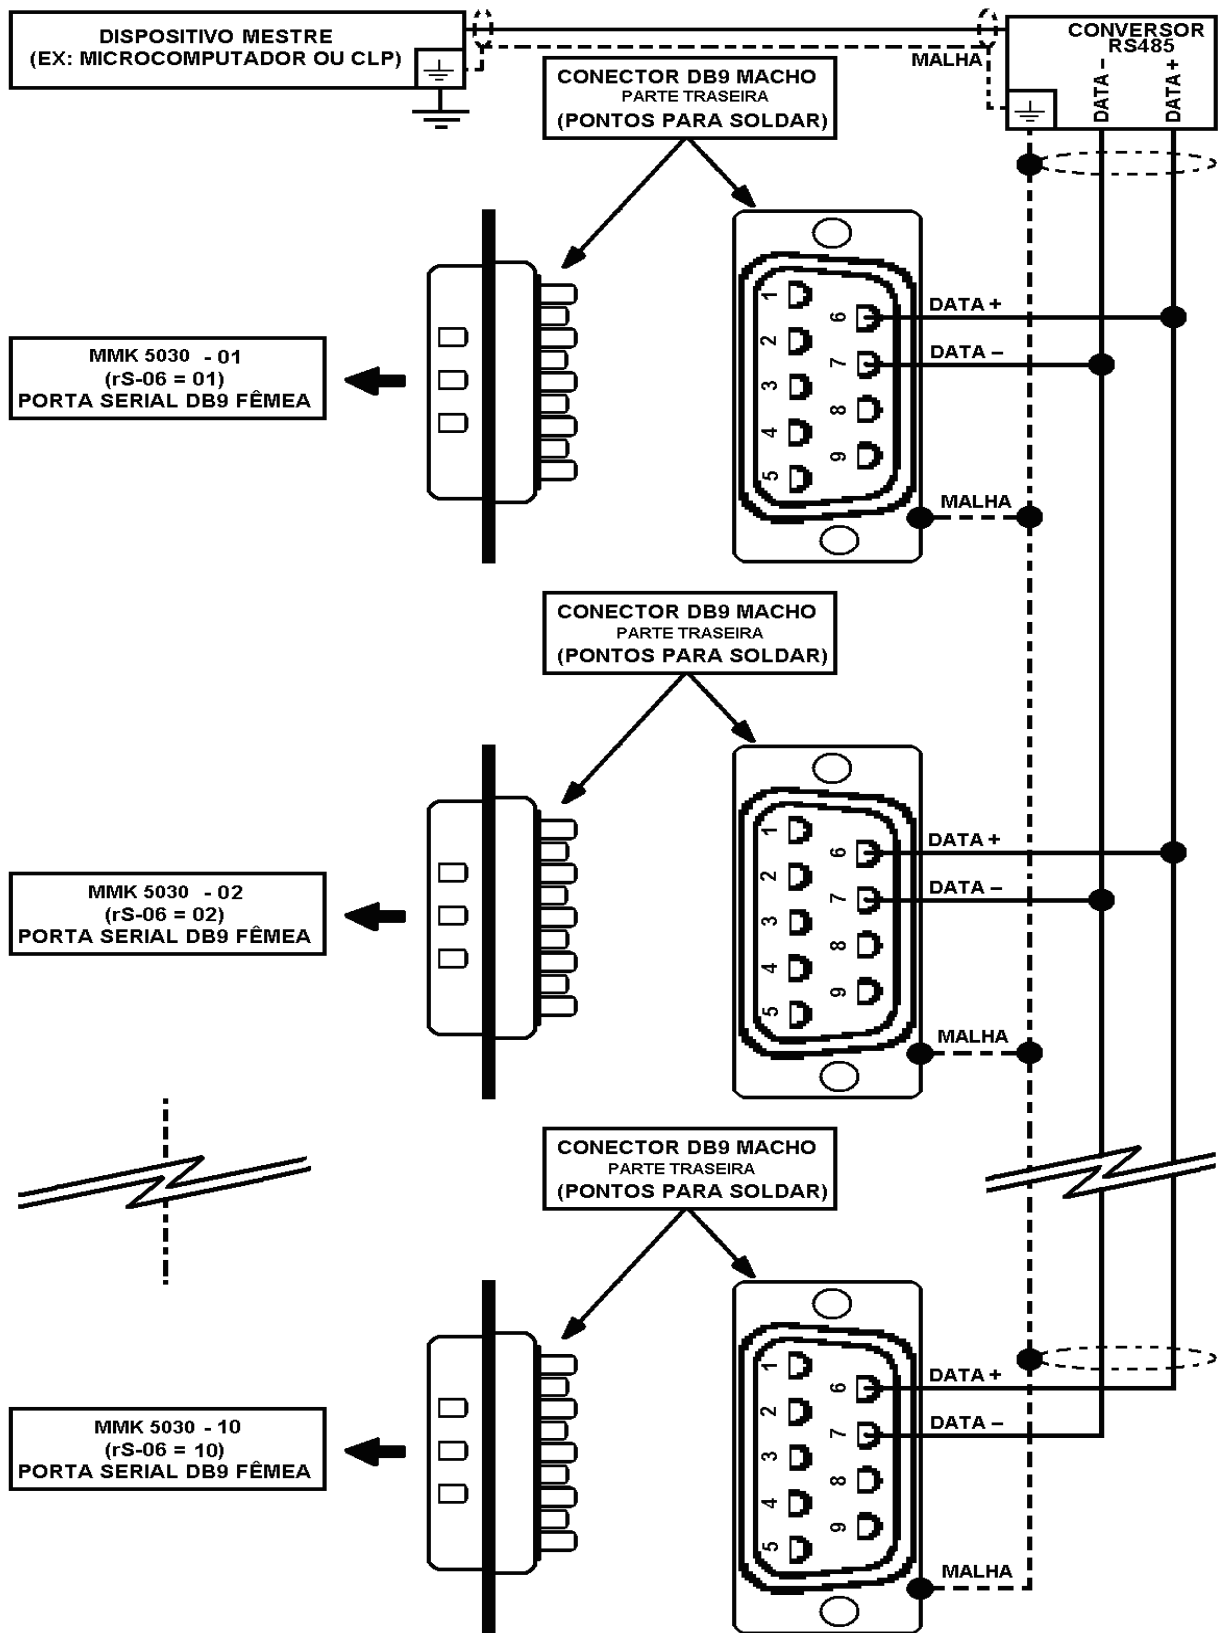 DISPOSITIVO MESTRE
(EX: MICROCOMPUTADOR OU CLP)
CONVERSOR
RS485
DATA –
DATA +
MALHA
CONECTOR DB9 MACHO
PARTE TRASEIRA
(PONTOS PARA SOLDAR)
MMK 5030 - 01
(rS-06 = 01)
PORTA SERIAL DB9 FÊMEA
1
2
3
4
5
6
7
8
9
DATA +
DATA –
MALHA
CONECTOR DB9 MACHO
PARTE TRASEIRA
(PONTOS PARA SOLDAR)
MMK 5030 - 02
(rS-06 = 02)
PORTA SERIAL DB9 FÊMEA
1
2
3
4
5
6
7
8
9
DATA +
DATA –
MALHA
CONECTOR DB9 MACHO
PARTE TRASEIRA
(PONTOS PARA SOLDAR)
MMK 5030 - 10
(rS-06 = 10)
PORTA SERIAL DB9 FÊMEA
1
2
3
4
5
6
7
8
9
DATA +
DATA –
MALHA